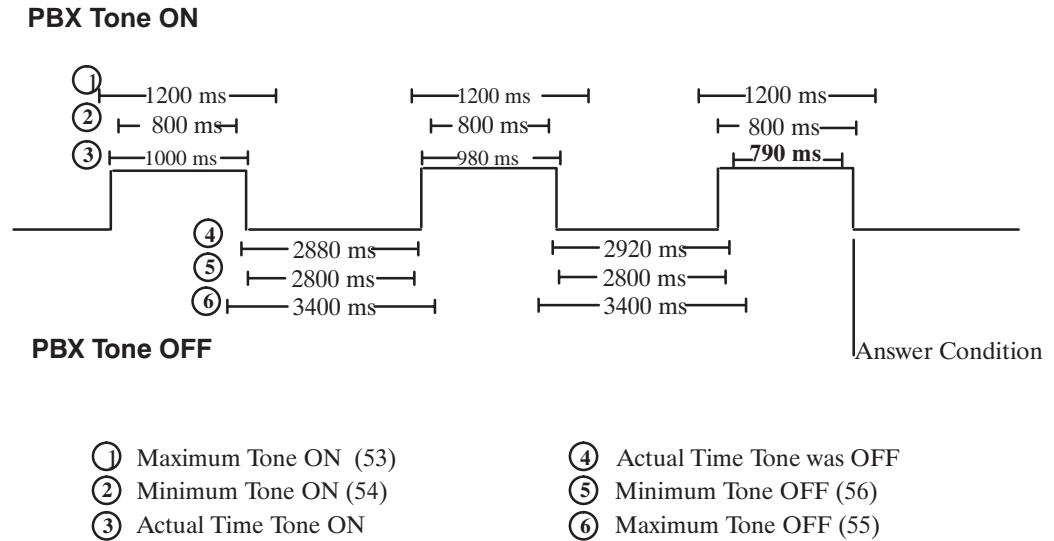 PBX Tone ON
1 1200 ms 1200 ms 1200 ms
2 800 ms 800 ms 800 ms
3 1000 ms 980 ms 790 ms
4 2880 ms 2920 ms
5 2800 ms 2800 ms
6 3400 ms 3400 ms
PBX Tone OFF
Answer Condition
1 Maximum Tone ON (53)
2 Minimum Tone ON (54)
3 Actual Time Tone ON
4 Actual Time Tone was OFF
5 Minimum Tone OFF (56)
6 Maximum Tone OFF (55)